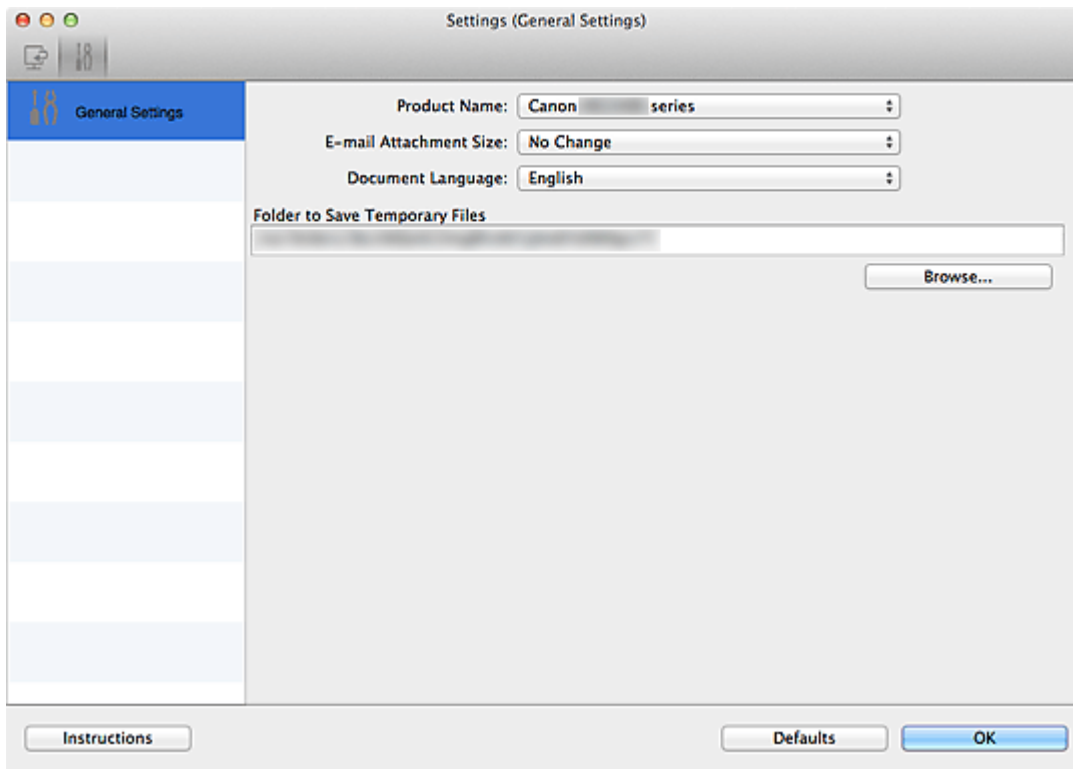 Settings (General Settings)
General Settings
Product Name: Canon series
E-mail Attachment Size: No Change
Document Language: English
Folder to Save Temporary Files
Browse...
Instructions
Defaults
OK